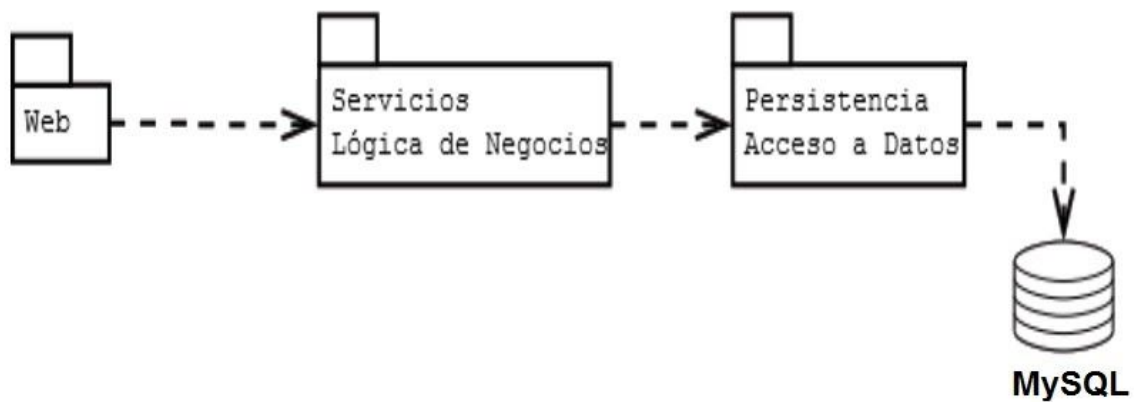 Web
Servicios
Lógica de Negocios
Persistencia
Acceso a Datos
MySQL